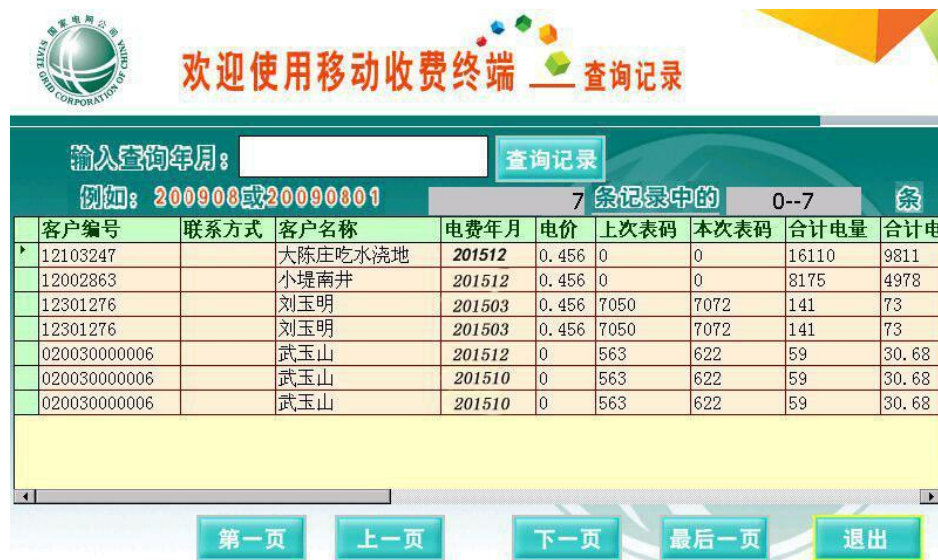 国家电网公司
STATE GRID CORPORATION OF CHINA
欢迎使用移动收费终端 查询记录
输入查询年月： 查询记录
例如：200908或20090801 7 条记录中的 0--7 条
客户编号 联系方式 客户名称 电费年月 电价 上次表码 本次表码 合计电量 合计电
12103247 大陈庄吃水浇地 201512 0.456 0 0 16110 9811
12002863 小堤南井 201512 0.456 0 0 8175 4978
12301276 刘玉明 201503 0.456 7050 7072 141 73
12301276 刘玉明 201503 0.456 7050 7072 141 73
020030000006 武玉山 201512 0 563 622 59 30.68
020030000006 武玉山 201510 0 563 622 59 30.68
020030000006 武玉山 201510 0 563 622 59 30.68
第一页 上一页 下一页 最后一页 退出